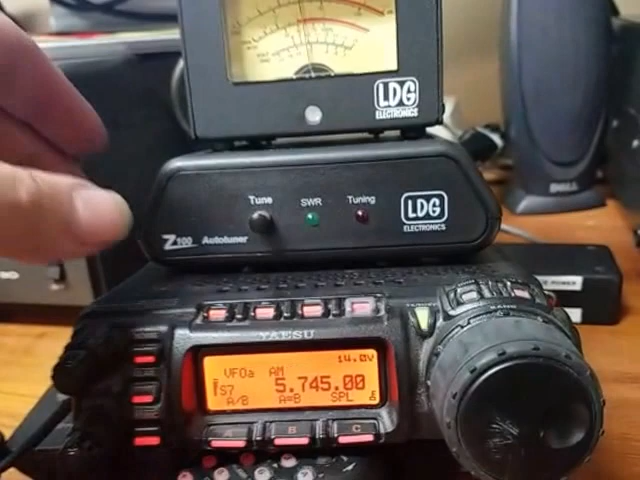 LDG
ELECTRONICS
Tune SWR Tuning
LDG
ELECTRONICS
Z100 Autotuner
YAESU
14.0V
VFOa AM
5.745.00
S7
A/B A=B SPL
A B C
DELL
POWER